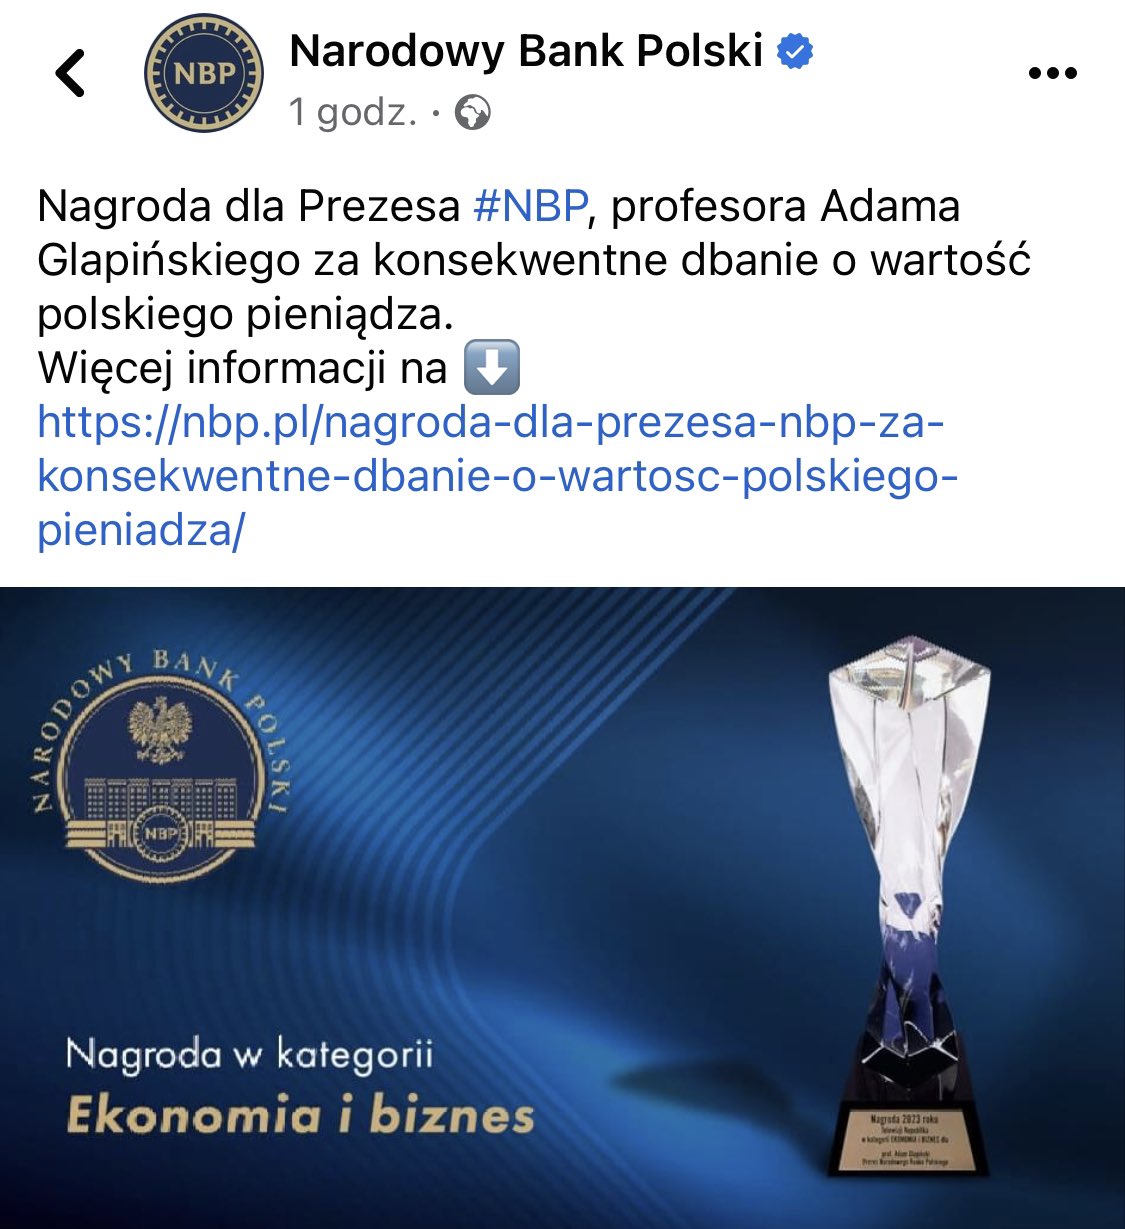 NBP
Narodowy Bank Polski
1 godz. ·
Nagroda dla Prezesa #NBP, profesora Adama
Glapińskiego za konsekwentne dbanie o wartość
polskiego pieniądza.
Więcej informacji na ⬇️
https://nbp.pl/nagroda-dla-prezesa-nbp-za-
konsekwentne-dbanie-o-wartosc-polskiego-
pieniadza/
NARODOWY BANK POLSKI
NBP
Nagroda w kategorii
Ekonomia i biznes
Nagroda 2023 roku
Telewizji Republika
w kategorii EKONOMIA I BIZNES dla
prof. Adam Glapiński
Prezes Narodowego Banku Polskiego